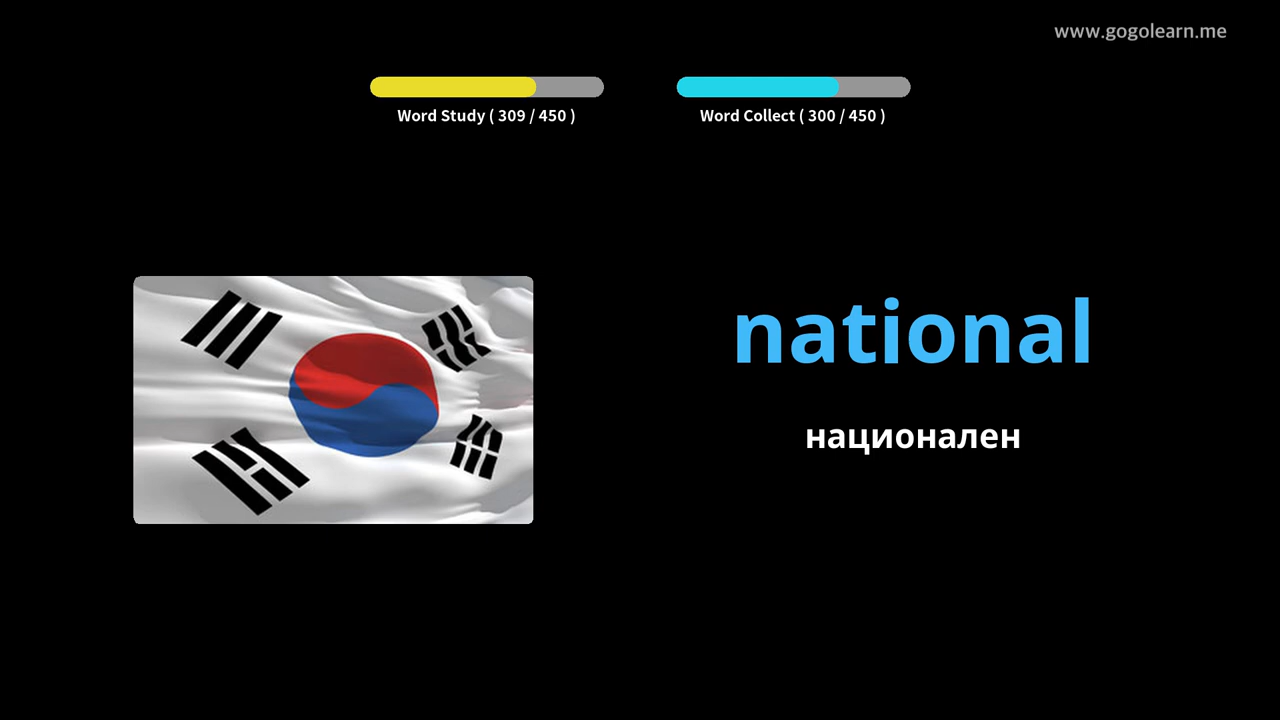 www.gogolearn.me
Word Study ( 309 / 450 )
Word Collect ( 300 / 450 )
national
национален